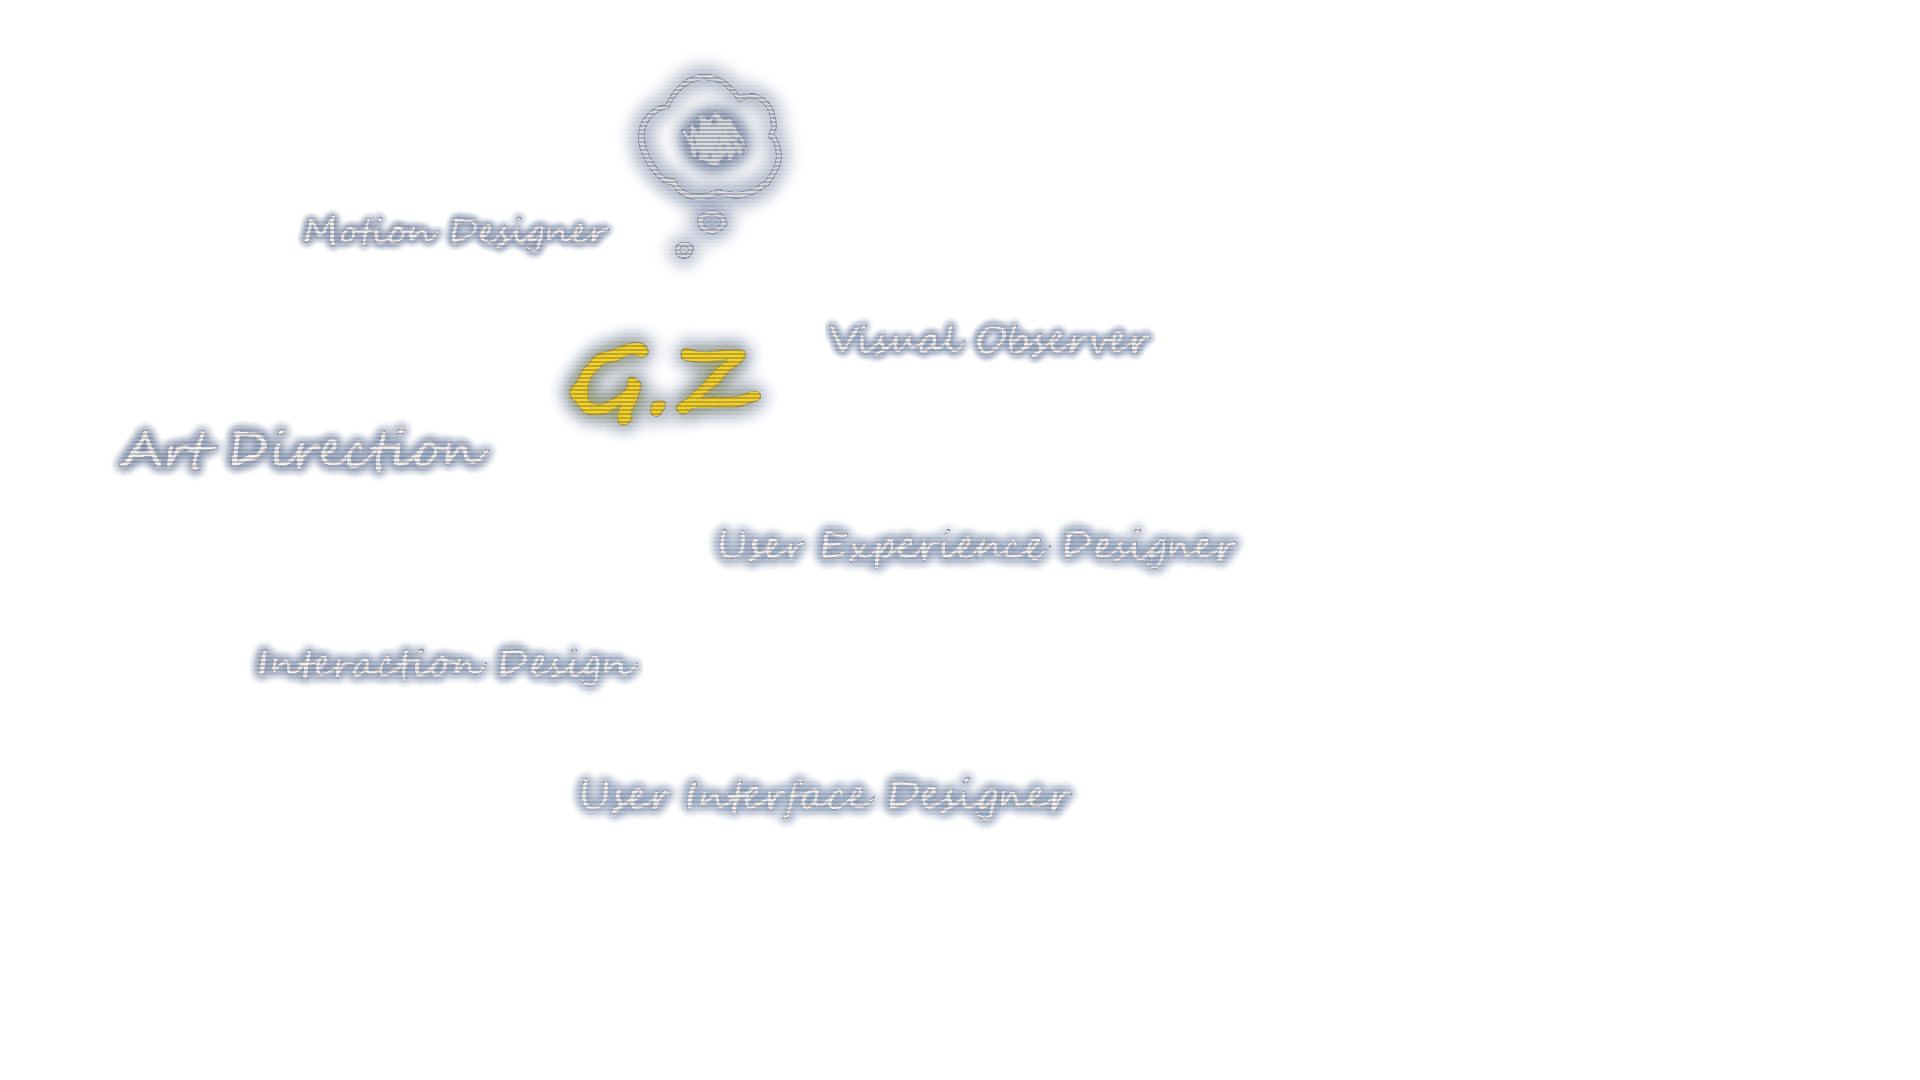 Motion Designer
Visual Observer
G.Z
Art Direction
User Experience Designer
Interaction Design
User Interface Designer